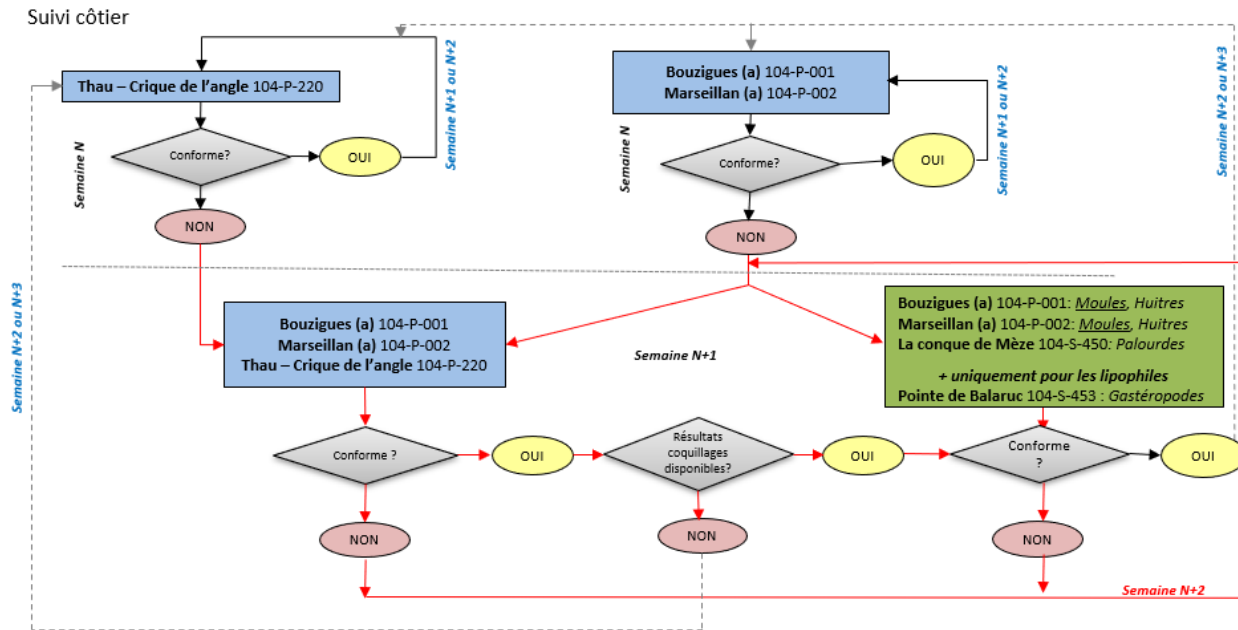 Suivi côtier
Thau – Crique de l'angle 104-P-220
Conforme?
OUI
NON
Semaine N
Semaine N+1 ou N+2
Bouzigues (a) 104-P-001
Marseillan (a) 104-P-002
Conforme?
OUI
NON
Semaine N
Semaine N+1 ou N+2
Semaine N+2 ou N+3
Semaine N+2 ou N+3
Bouzigues (a) 104-P-001
Marseillan (a) 104-P-002
Thau – Crique de l'angle 104-P-220
Semaine N+1
Bouzigues (a) 104-P-001: Moules, Huitres
Marseillan (a) 104-P-002: Moules, Huitres
La conque de Mèze 104-S-450: Palourdes
+ uniquement pour les lipophiles
Pointe de Balaruc 104-S-453 : Gastéropodes
Conforme ?
OUI
Résultats
coquillages
disponibles?
OUI
Conforme
?
OUI
NON
NON
NON
Semaine N+2